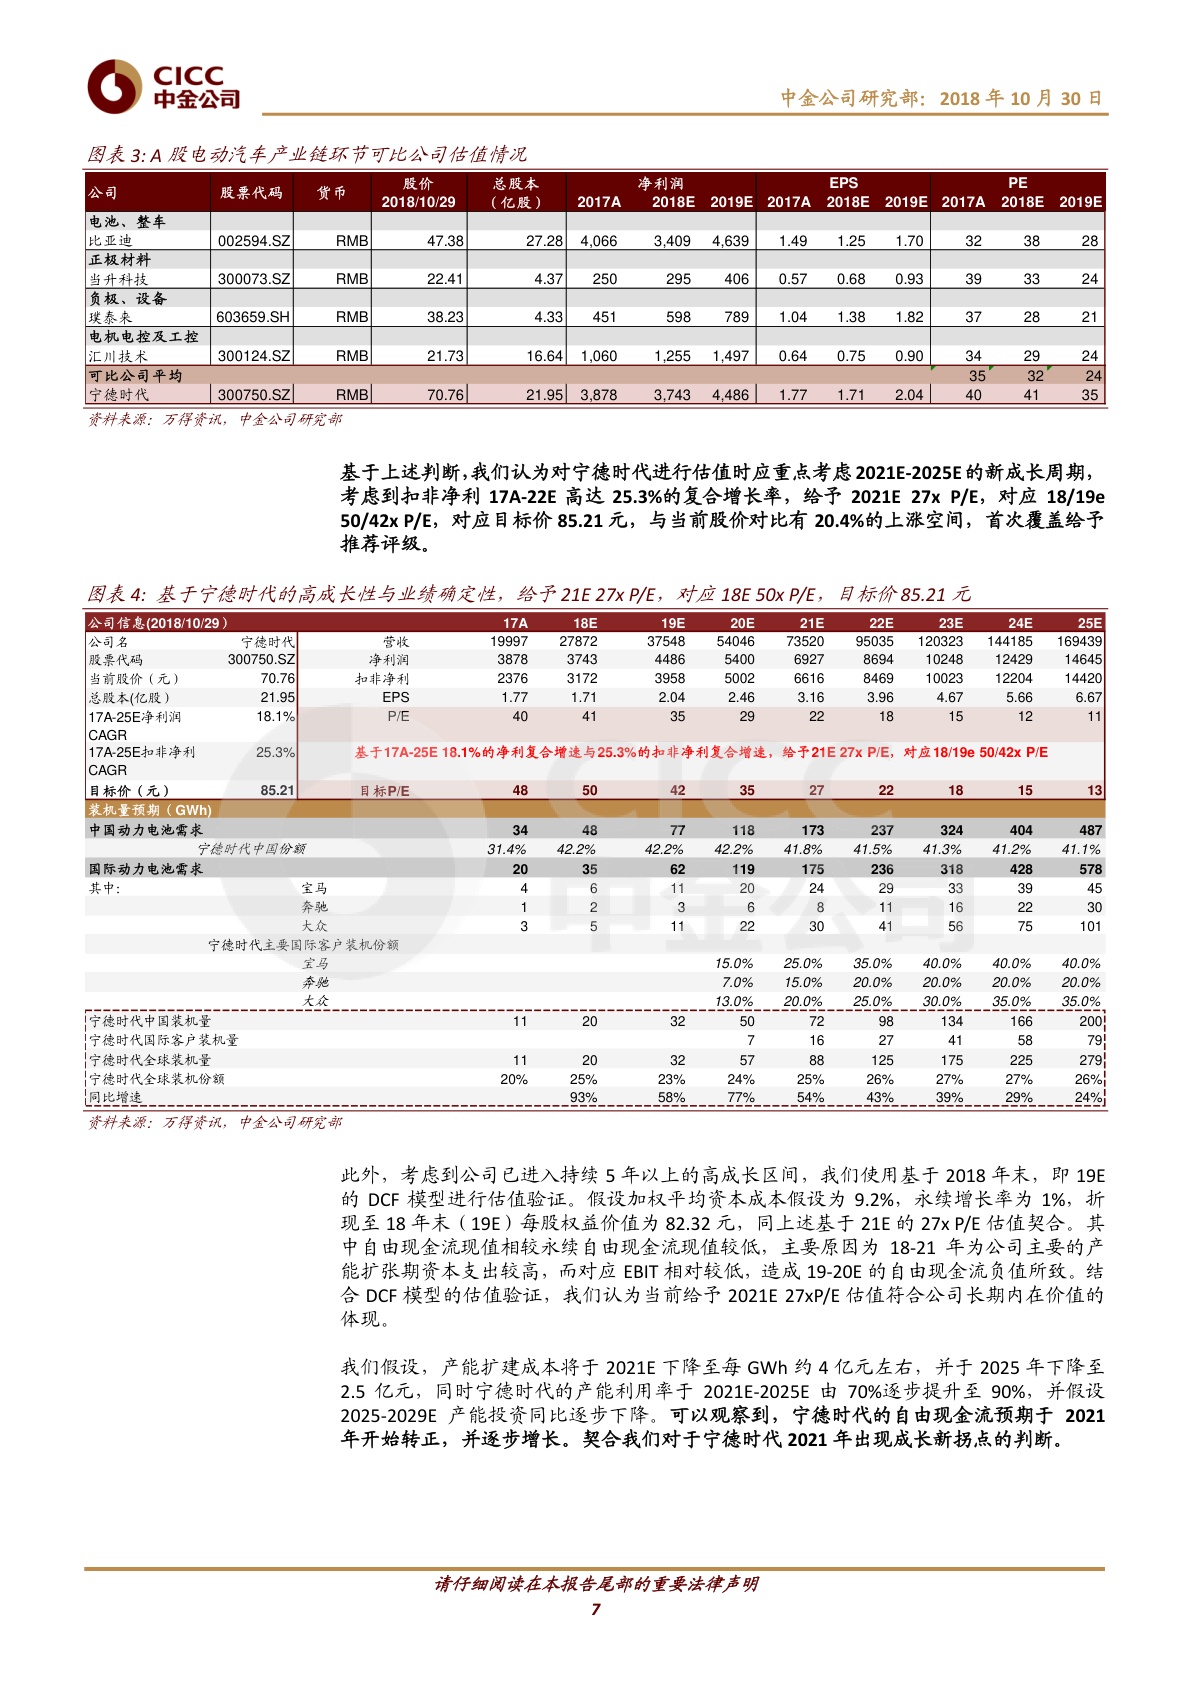 CICC
中金公司
中金公司研究部：2018 年 10 月 30 日
图表 3: A 股电动汽车产业链环节可比公司估值情况
公司 股票代码 货币 股价 总股本 净利润 EPS PE
2018/10/29 （亿股） 2017A 2018E 2019E 2017A 2018E 2019E 2017A 2018E 2019E
电池、整车
比亚迪 002594.SZ RMB 47.38 27.28 4,066 3,409 4,639 1.49 1.25 1.70 32 38 28
正极材料
当升科技 300073.SZ RMB 22.41 4.37 250 295 406 0.57 0.68 0.93 39 33 24
负极、设备
璞泰来 603659.SH RMB 38.23 4.33 451 598 789 1.04 1.38 1.82 37 28 21
电机电控及工控
汇川技术 300124.SZ RMB 21.73 16.64 1,060 1,255 1,497 0.64 0.75 0.90 34 29 24
可比公司平均 35 32 24
宁德时代 300750.SZ RMB 70.76 21.95 3,878 3,743 4,486 1.77 1.71 2.04 40 41 35
资料来源：万得资讯，中金公司研究部
基于上述判断，我们认为对宁德时代进行估值时应重点考虑 2021E-2025E 的新成长周期，
考虑到扣非净利 17A-22E 高达 25.3%的复合增长率，给予 2021E 27x P/E，对应 18/19e
50/42x P/E，对应目标价 85.21 元，与当前股价对比有 20.4%的上涨空间，首次覆盖给予
推荐评级。
图表 4：基于宁德时代的高成长性与业绩确定性，给予 21E 27x P/E，对应 18E 50x P/E，目标价 85.21 元
公司信息(2018/10/29） 17A 18E 19E 20E 21E 22E 23E 24E 25E
公司名 宁德时代 营收 19997 27872 37548 54046 73520 95035 120323 144185 169439
股票代码 300750.SZ 净利润 3878 3743 4486 5400 6927 8694 10248 12429 14645
当前股价（元） 70.76 扣非净利 2376 3172 3958 5002 6616 8469 10023 12204 14420
总股本(亿股） 21.95 EPS 1.77 1.71 2.04 2.46 3.16 3.96 4.67 5.66 6.67
17A-25E净利润 18.1% P/E 40 41 35 29 22 18 15 12 11
CAGR
17A-25E扣非净利 25.3% 基于17A-25E 18.1%的净利复合增速与25.3%的扣非净利复合增速，给予21E 27x P/E，对应18/19e 50/42x P/E
CAGR
目标价（元） 85.21 目标P/E 48 50 42 35 27 22 18 15 13
装机量预期（GWh)
中国动力电池需求 34 48 77 118 173 237 324 404 487
宁德时代中国份额 31.4% 42.2% 42.2% 42.2% 41.8% 41.5% 41.3% 41.2% 41.1%
国际动力电池需求 20 35 62 119 175 236 318 428 578
其中: 宝马 4 6 11 20 24 29 33 39 45
奔驰 1 2 3 6 8 11 16 22 30
大众 3 5 11 22 30 41 56 75 101
宁德时代主要国际客户装机份额
宝马 15.0% 25.0% 35.0% 40.0% 40.0% 40.0%
奔驰 7.0% 15.0% 20.0% 20.0% 20.0% 20.0%
大众 13.0% 20.0% 25.0% 30.0% 35.0% 35.0%
宁德时代中国装机量 11 20 32 50 72 98 134 166 200
宁德时代国际客户装机量 7 16 27 41 58 79
宁德时代全球装机量 11 20 32 57 88 125 175 225 279
宁德时代全球装机份额 20% 25% 23% 24% 25% 26% 27% 27% 26%
同比增速 93% 58% 77% 54% 43% 39% 29% 24%
资料来源：万得资讯，中金公司研究部
此外，考虑到公司已进入持续 5 年以上的高成长区间，我们使用基于 2018 年末，即 19E
的 DCF 模型进行估值验证。假设加权平均资本成本假设为 9.2%，永续增长率为 1%，折
现至 18 年末（19E）每股权益价值为 82.32 元，同上述基于 21E 的 27x P/E 估值契合。其
中自由现金流现值相较永续自由现金流现值较低，主要原因为 18-21 年为公司主要的产
能扩张期资本支出较高，而对应 EBIT 相对较低，造成 19-20E 的自由现金流负值所致。结
合 DCF 模型的估值验证，我们认为当前给予 2021E 27xP/E 估值符合公司长期内在价值的
体现。
我们假设，产能扩建成本将于 2021E 下降至每 GWh 约 4 亿元左右，并于 2025 年下降至
2.5 亿元，同时宁德时代的产能利用率于 2021E-2025E 由 70%逐步提升至 90%，并假设
2025-2029E 产能投资同比逐步下降。可以观察到，宁德时代的自由现金流预期于 2021
年开始转正，并逐步增长。契合我们对于宁德时代 2021 年出现成长新拐点的判断。
请仔细阅读在本报告尾部的重要法律声明
7